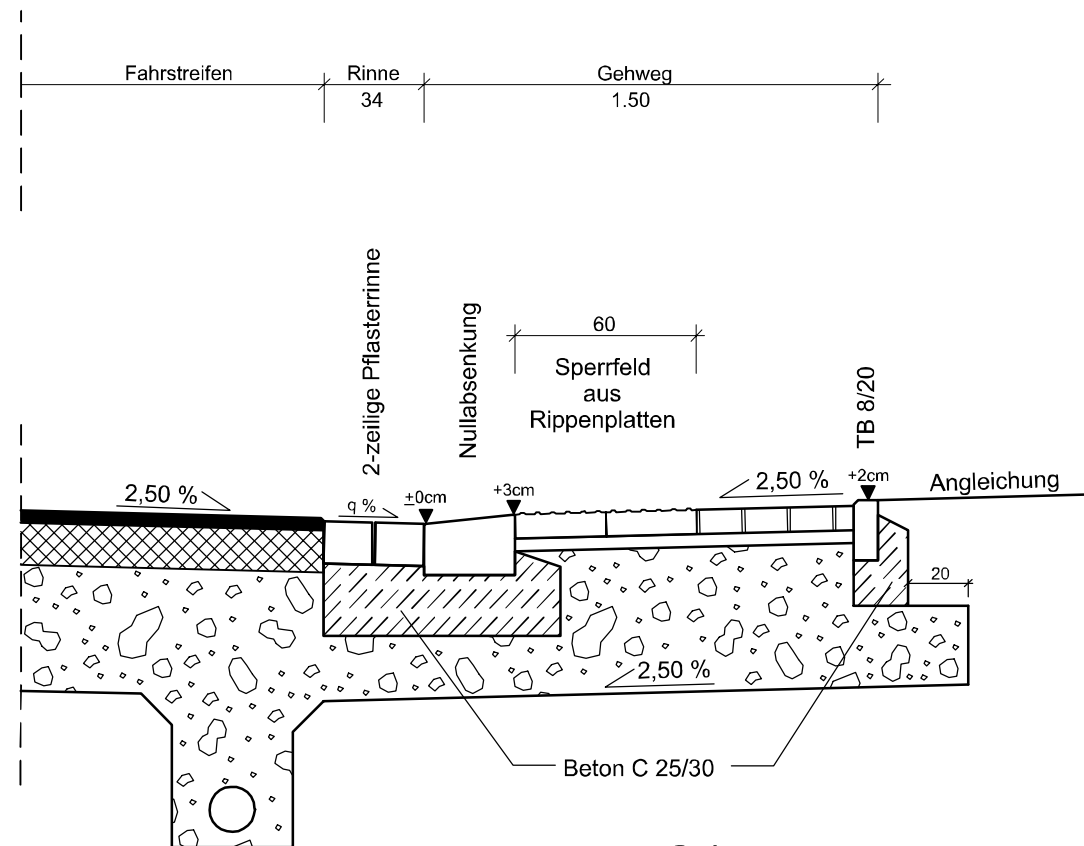 Fahrstreifen
Rinne
Gehweg
34
1.50
2-zeilige Pflasterrinne
Nullabsenkung
60
Sperrfeld
aus
Rippenplatten
TB 8/20
2,50 %
q %
±0cm
+3cm
2,50 %
+2cm
Angleichung
20
2,50 %
Beton C 25/30